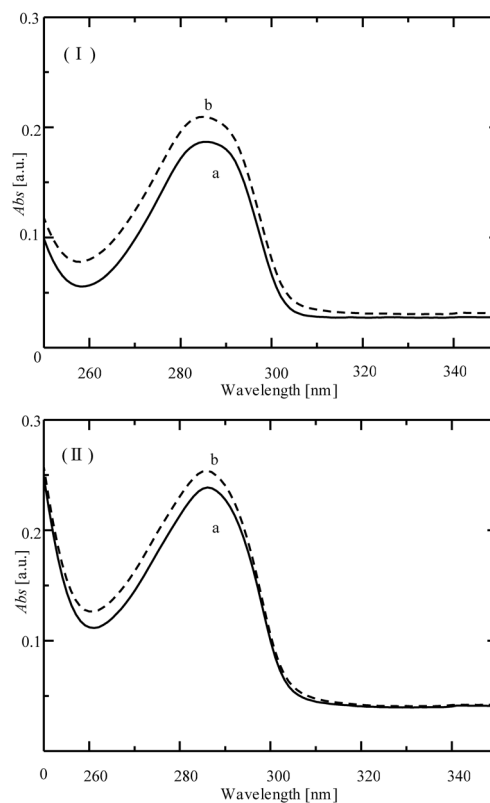 0.3
( I )
b
0.2
Abs [a.u.]
a
0.1
0
260 280 300 320 340
Wavelength [nm]
0.3
( II )
b
0.2
Abs [a.u.]
a
0.1
0 260 280 300 320 340
Wavelength [nm]